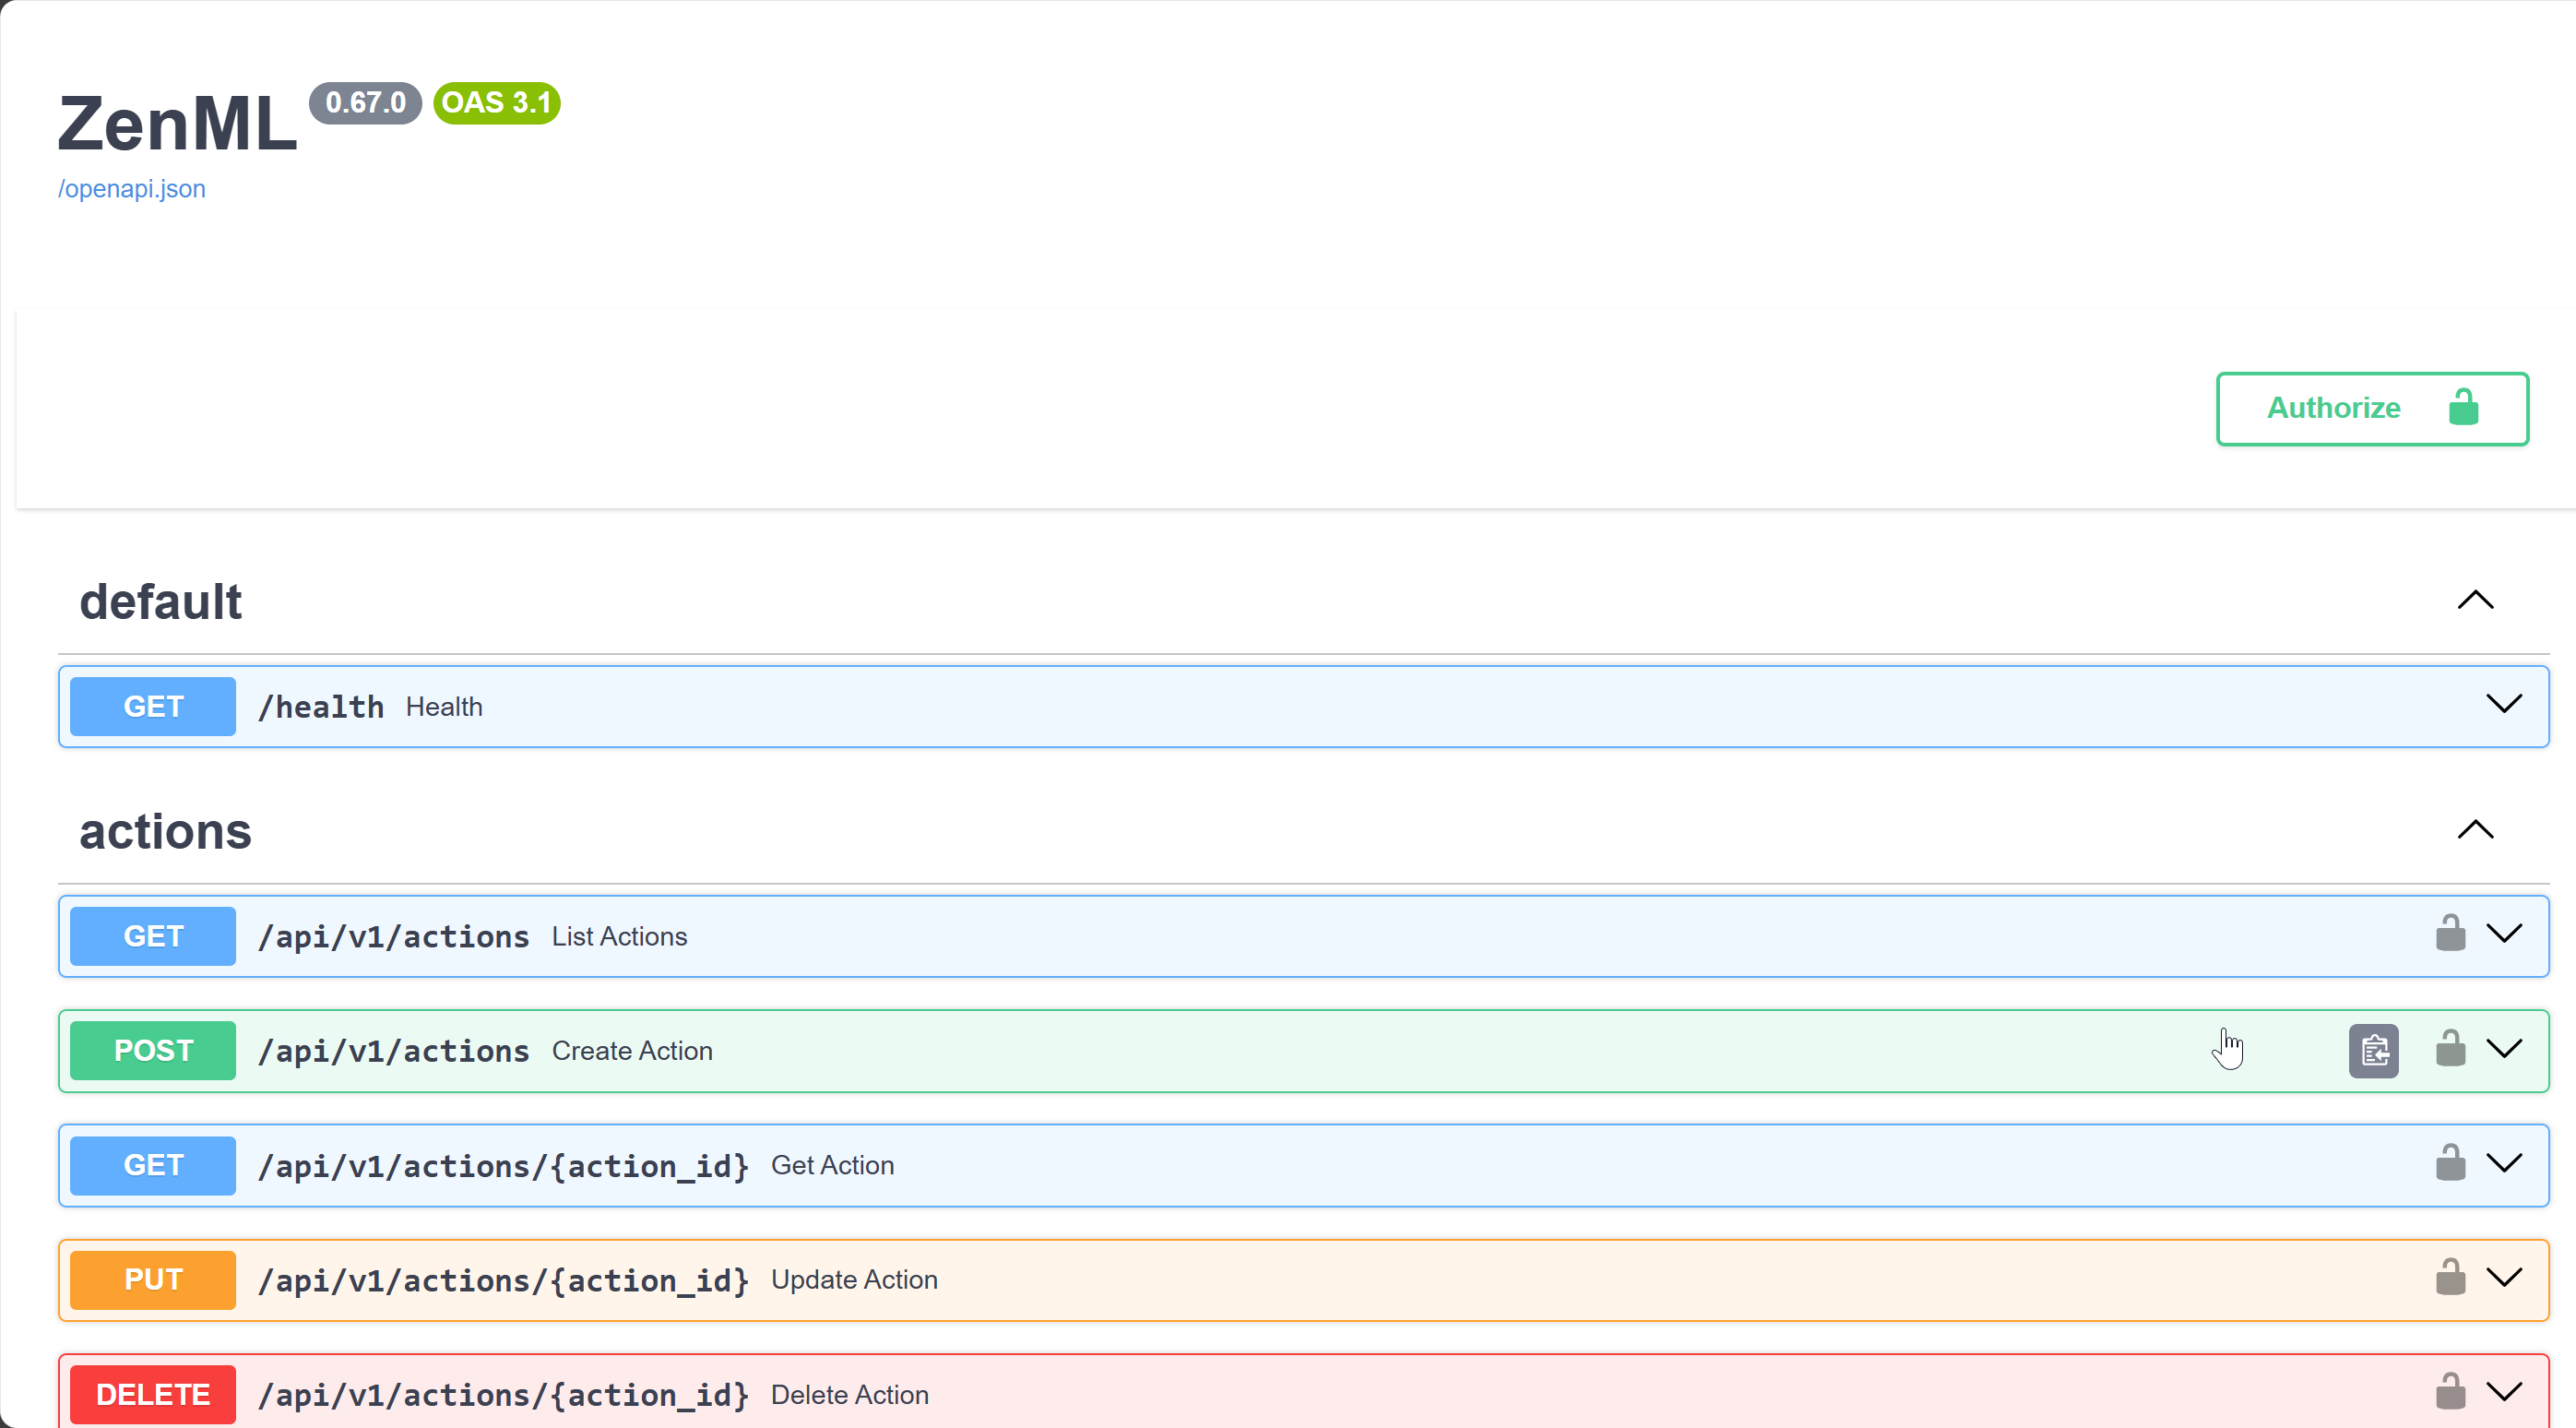 ZenML 0.67.0 OAS 3.1
/openapi.json
Authorize
default
GET /health Health
actions
GET /api/v1/actions List Actions
POST /api/v1/actions Create Action
GET /api/v1/actions/{action_id} Get Action
PUT /api/v1/actions/{action_id} Update Action
DELETE /api/v1/actions/{action_id} Delete Action